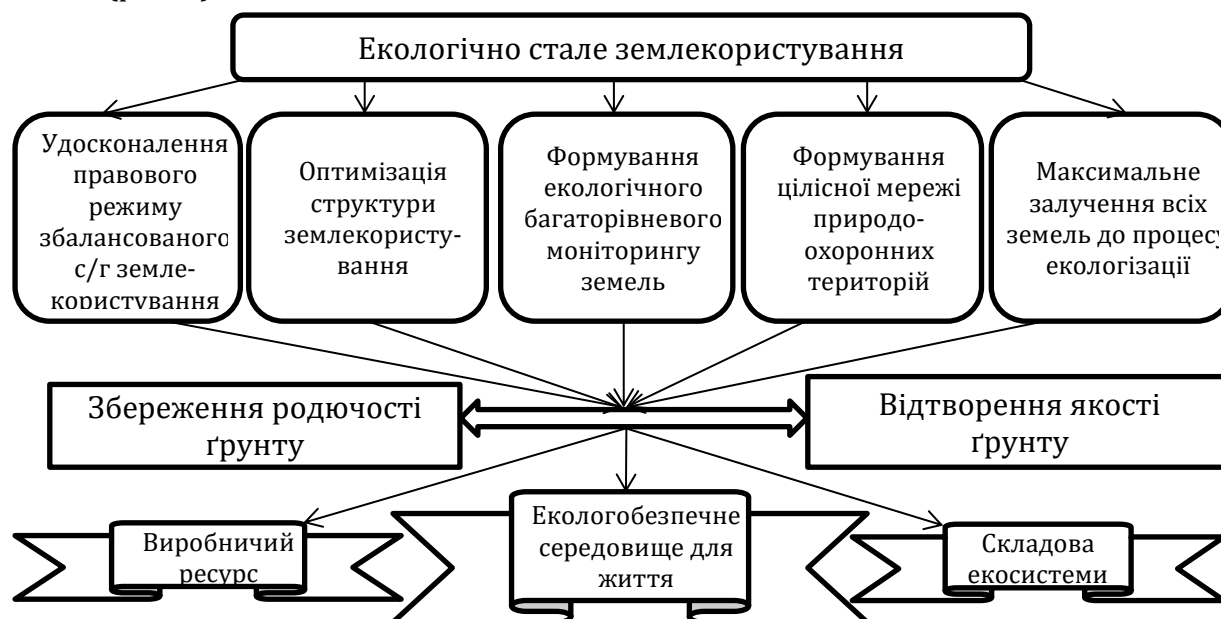 Екологічно стале землекористування
Удосконалення
правового
режиму
збалансованого
с/г земле-
користування
Оптимізація
структури
землекористу-
вання
Формування
екологічного
багаторівневого
моніторингу
земель
Формування
цілісної мережі
природо-
охоронних
територій
Максимальне
залучення всіх
земель до процесу
екологізації
Збереження родючості
ґрунту
Відтворення якості
ґрунту
Виробничий
ресурс
Екологобезпечне
середовище для
життя
Складова
екосистеми